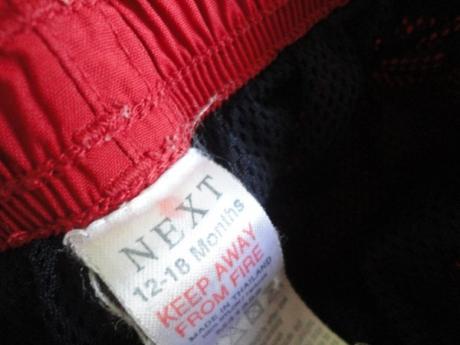 NEXT
12-18 Months
KEEP AWAY
FROM FIRE
MADE IN THAILAND